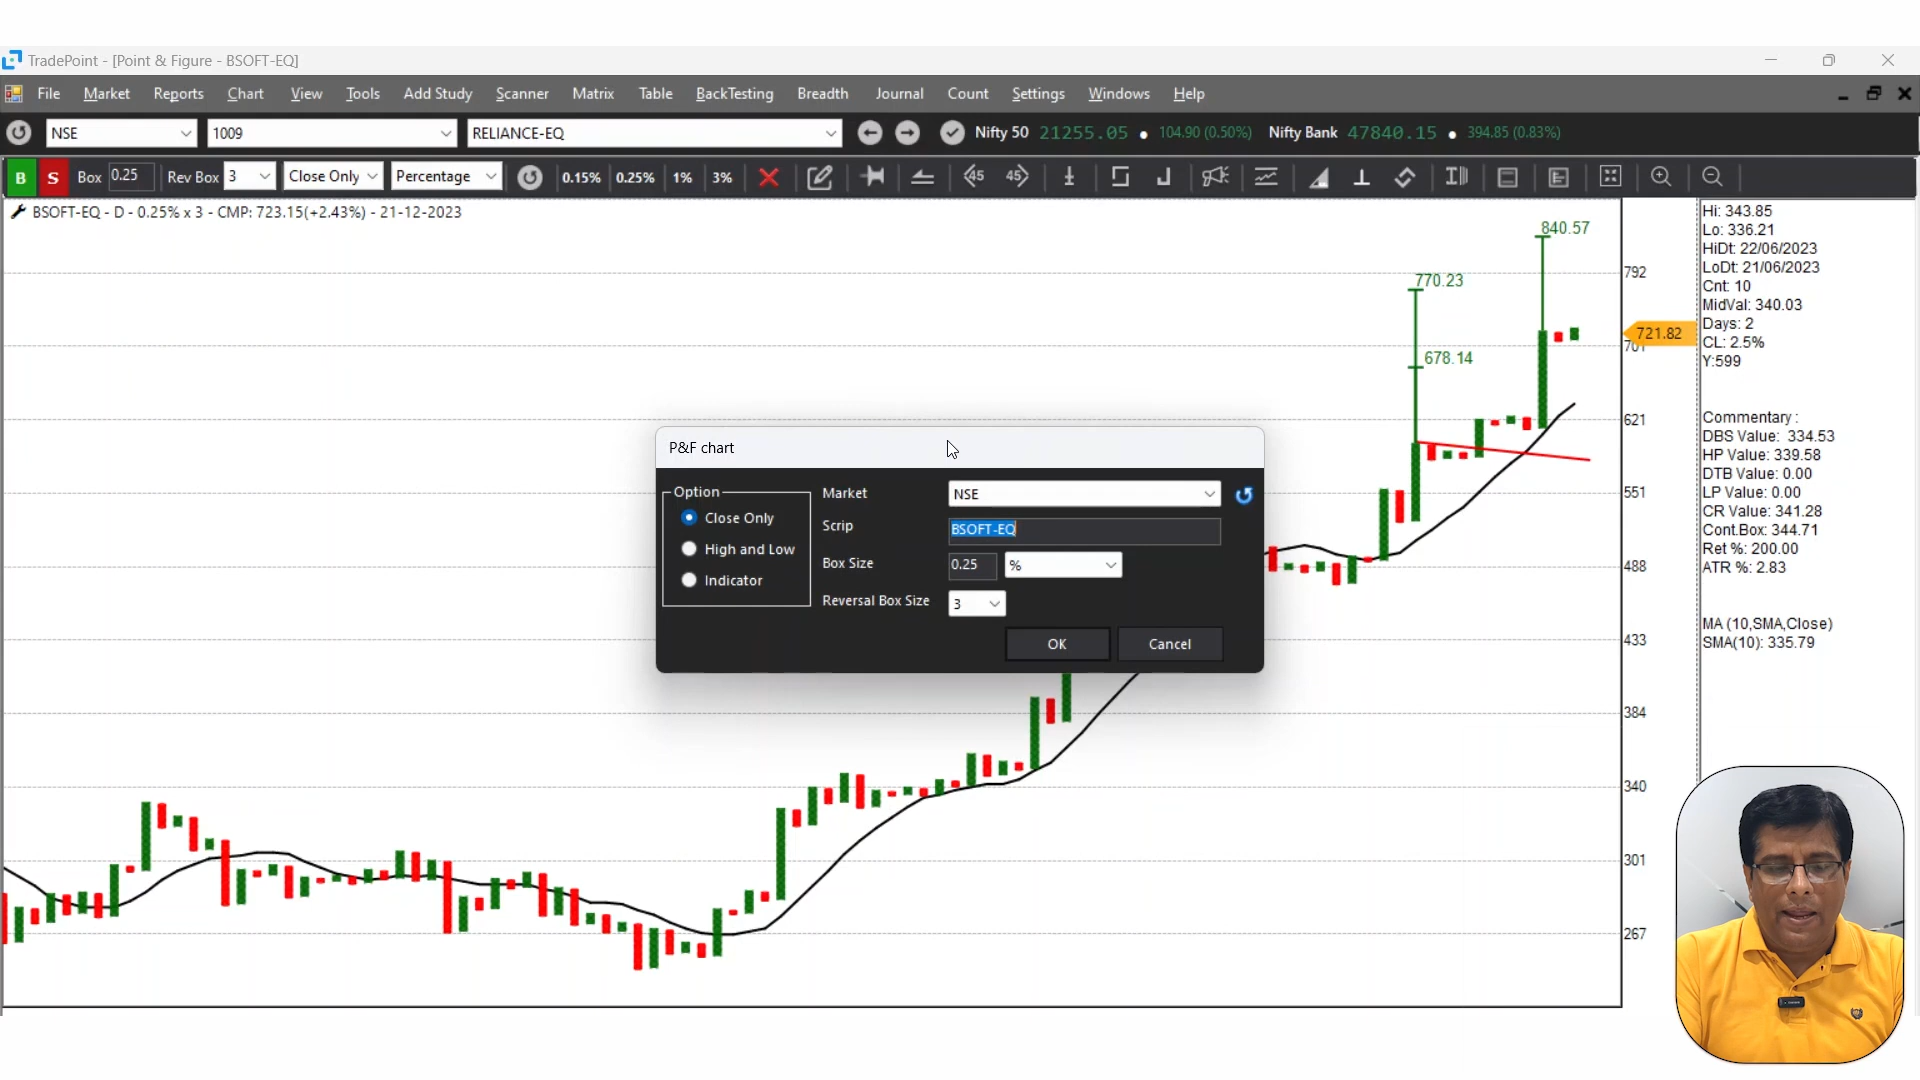 TradePoint - [Point & Figure - BSOFT-EQ]
File Market Reports Chart View Tools Add Study Scanner Matrix Table BackTesting Breadth Journal Count Settings Windows Help
NSE 1009 RELIANCE-EQ Nifty 50 21255.05 104.90 (0.50%) Nifty Bank 47840.15 394.85 (0.83%)
B S Box 0.25 Rev Box 3 Close Only Percentage 0.15% 0.25% 1% 3% 45 45
BSOFT-EQ - D - 0.25% x 3 - CMP: 723.15(+2.43%) - 21-12-2023
840.57
770.23
678.14
792
721.82
701
621
551
488
433
384
340
301
267
P&F chart
Option
Close Only
High and Low
Indicator
Market NSE
Scrip BSOFT-EQ
Box Size 0.25 %
Reversal Box Size 3
OK Cancel
Hi: 343.85
Lo: 336.21
HiDt: 22/06/2023
LoDt: 21/06/2023
Cnt: 10
MidVal: 340.03
Days: 2
CL: 2.5%
Y:599
Commentary :
DBS Value: 334.53
HP Value: 339.58
DTB Value: 0.00
LP Value: 0.00
CR Value: 341.28
Cont.Box: 344.71
Ret %: 200.00
ATR %: 2.83
MA (10,SMA,Close)
SMA(10): 335.79